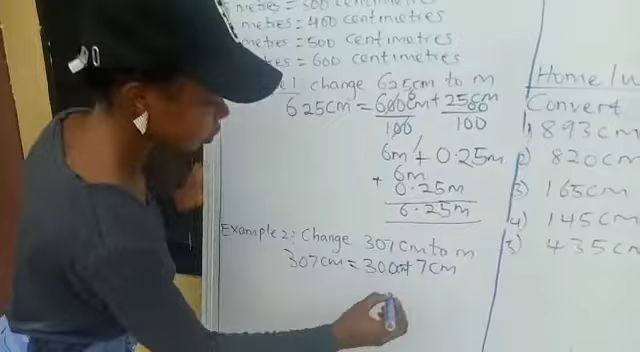 metres = 500 centimetres
metres = 400 centimetres
metres = 500 centimetres
= 600 centimetres
1. change 625cm to m
625cm = 600cm + 25cm
100 100
6m + 0.25m
6m
+ 0.25m
6.25m
Example 2: Change 307cm to m
307cm = 300cm + 7cm
Home/w
Convert
1) 893cm
2) 820cm
3) 165cm
4) 145cm
5) 435cm